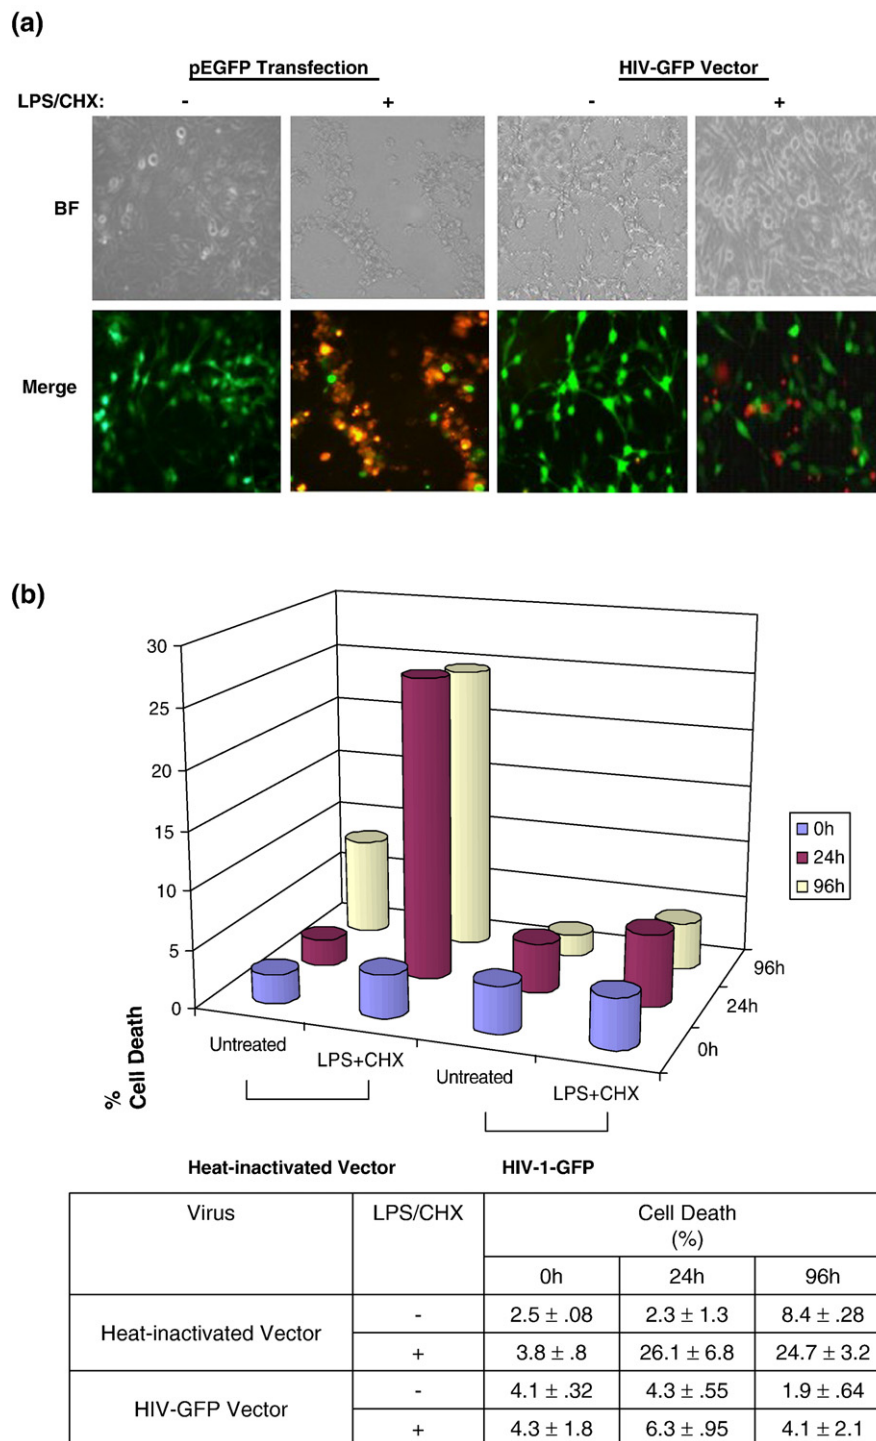 (a)
pEGFP Transfection HIV-GFP Vector
LPS/CHX: - + - +
BF
Merge
(b)
30
25
20
15
10
5
0
% Cell Death
0h
24h
96h
96h
24h
0h
Untreated
LPS+CHX
Untreated
LPS+CHX
Heat-inactivated Vector HIV-1-GFP
Virus LPS/CHX Cell Death
(%)
0h 24h 96h
Heat-inactivated Vector
- 2.5 ± .08 2.3 ± 1.3 8.4 ± .28
+ 3.8 ± .8 26.1 ± 6.8 24.7 ± 3.2
HIV-GFP Vector
- 4.1 ± .32 4.3 ± .55 1.9 ± .64
+ 4.3 ± 1.8 6.3 ± .95 4.1 ± 2.1